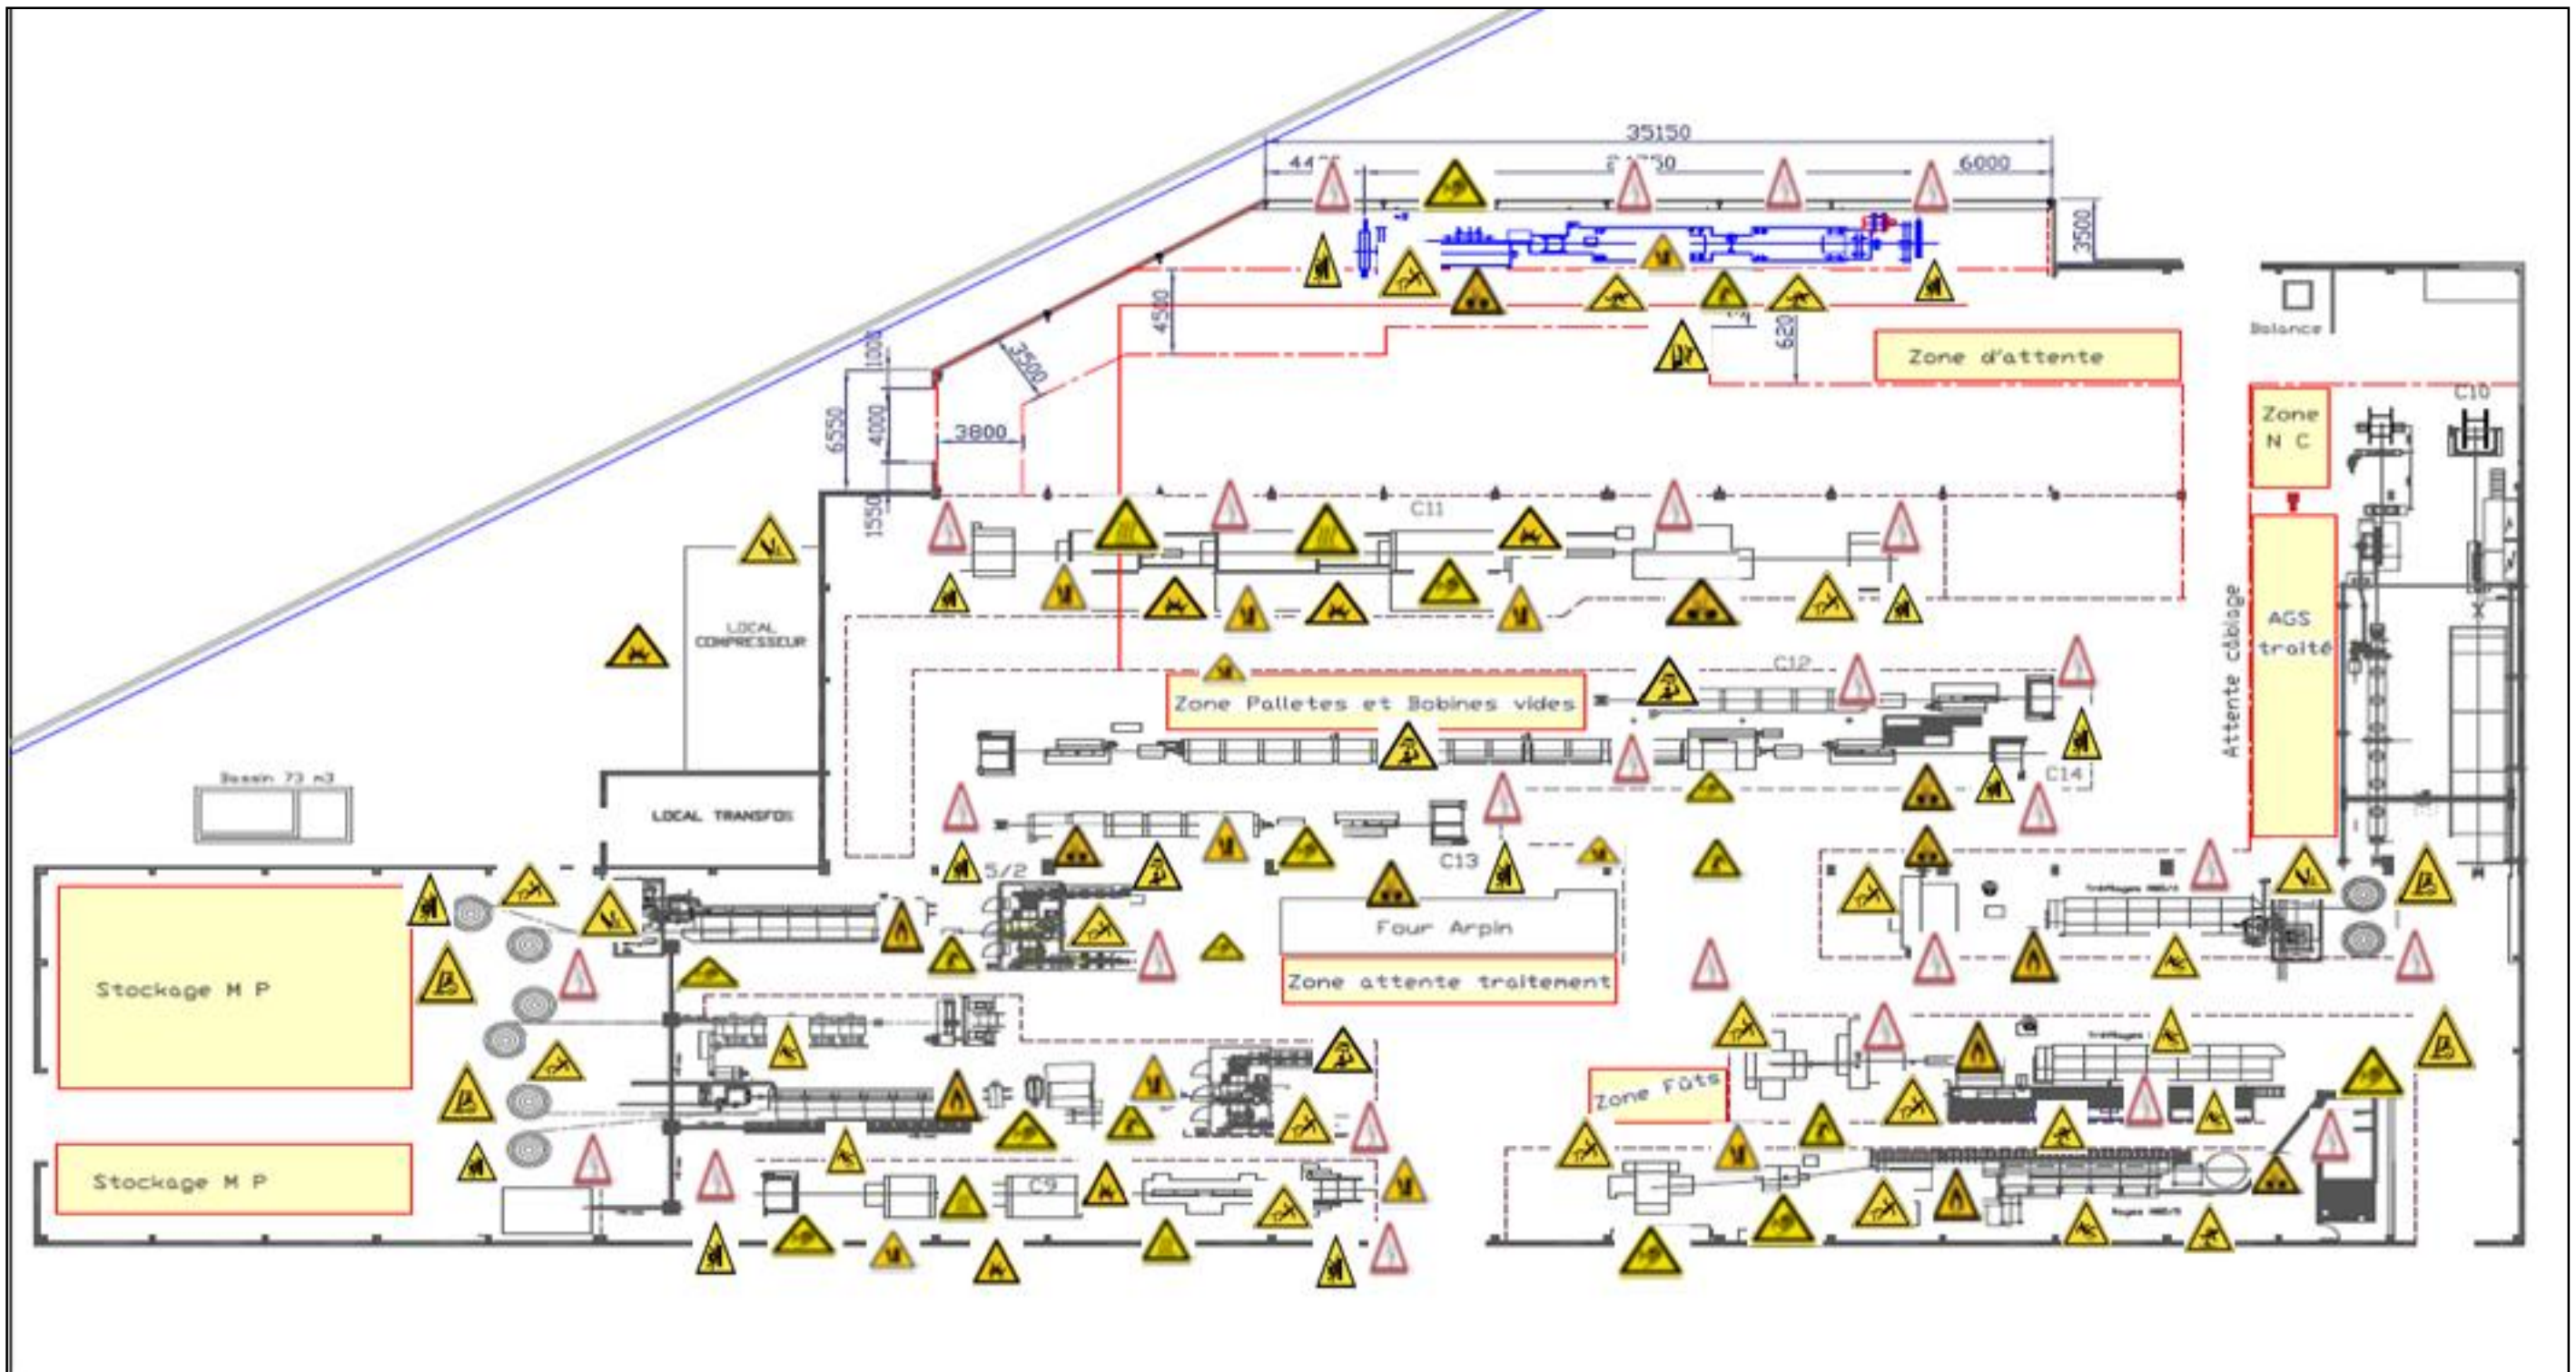 35150
6000
3500
4500
Zone d'attente
Balance
1000
3500
6550
4000
3800
1550
C10
Zone
N C
C11
LOCAL
COMPRESSEUR
Attente câblage
AGS
traité
C12
Zone Palletes et Bobines vides
C14
Bassin 73 m3
LOCAL TRANSFOS
C13
5/2
Four Arpin
Stockage M P
Zone attente traitement
Zone Fûts
Stockage M P
C9